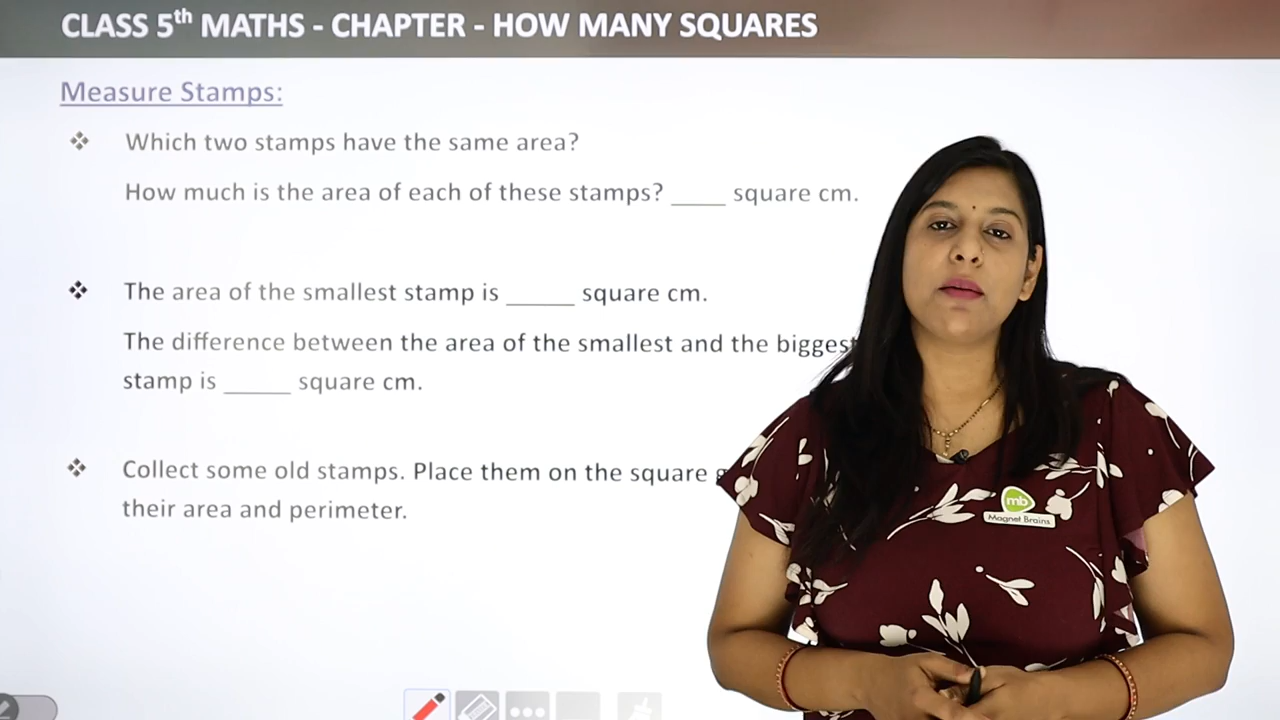 CLASS 5th MATHS - CHAPTER - HOW MANY SQUARES
Measure Stamps:
Which two stamps have the same area?
How much is the area of each of these stamps? ____ square cm.
The area of the smallest stamp is _____ square cm.
The difference between the area of the smallest and the biggest
stamp is _____ square cm.
Collect some old stamps. Place them on the square
their area and perimeter.
mb
Magnet Brains